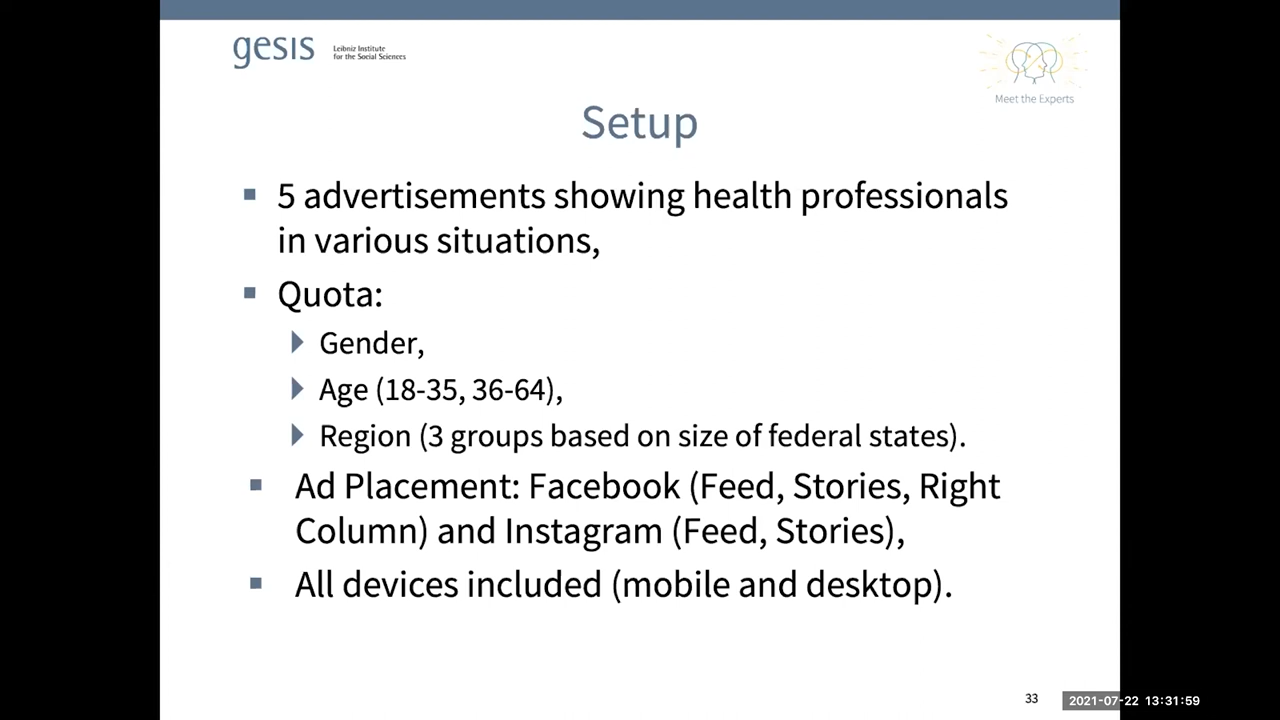 gesis
Leibniz Institute
for the Social Sciences
Meet the Experts
Setup
5 advertisements showing health professionals
in various situations,
Quota:
Gender,
Age (18-35, 36-64),
Region (3 groups based on size of federal states).
Ad Placement: Facebook (Feed, Stories, Right
Column) and Instagram (Feed, Stories),
All devices included (mobile and desktop).
33
2021-07-22 13:31:59